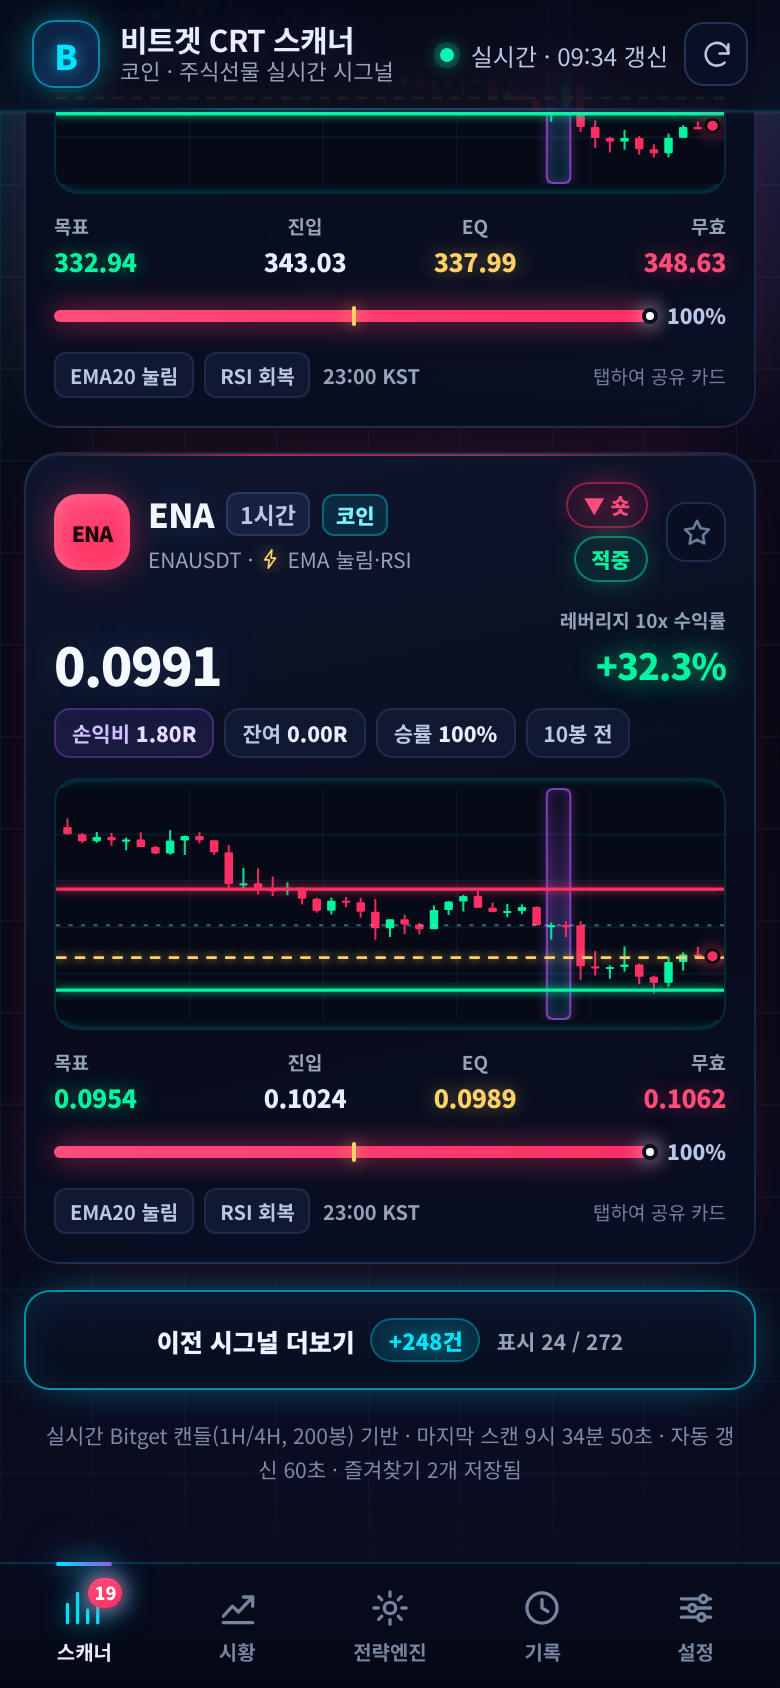 B
비트겟 CRT 스캐너
코인 · 주식선물 실시간 시그널
실시간 · 09:34 갱신
목표 진입 EQ 무효
332.94 343.03 337.99 348.63
100%
EMA20 눌림 RSI 회복 23:00 KST 탭하여 공유 카드
ENA
ENA 1시간 코인
ENAUSDT · EMA 눌림·RSI
▼ 숏
적중
레버리지 10x 수익률
0.0991
+32.3%
손익비 1.80R 잔여 0.00R 승률 100% 10봉 전
목표 진입 EQ 무효
0.0954 0.1024 0.0989 0.1062
100%
EMA20 눌림 RSI 회복 23:00 KST 탭하여 공유 카드
이전 시그널 더보기 +248건 표시 24 / 272
실시간 Bitget 캔들(1H/4H, 200봉) 기반 · 마지막 스캔 9시 34분 50초 · 자동 갱
신 60초 · 즐겨찾기 2개 저장됨
19
스캐너 시황 전략엔진 기록 설정